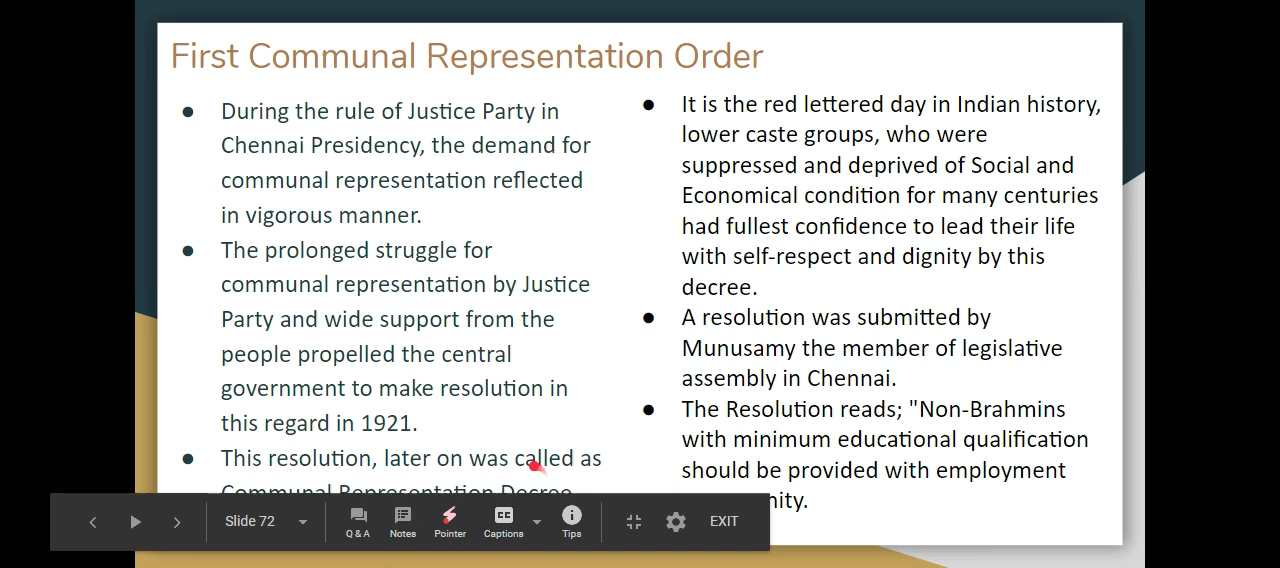 First Communal Representation Order
● During the rule of Justice Party in
Chennai Presidency, the demand for
communal representation reflected
in vigorous manner.
● The prolonged struggle for
communal representation by Justice
Party and wide support from the
people propelled the central
government to make resolution in
this regard in 1921.
● This resolution, later on was called as
Communal Representation Decree
● It is the red lettered day in Indian history,
lower caste groups, who were
suppressed and deprived of Social and
Economical condition for many centuries
had fullest confidence to lead their life
with self-respect and dignity by this
decree.
● A resolution was submitted by
Munusamy the member of legislative
assembly in Chennai.
● The Resolution reads; "Non-Brahmins
with minimum educational qualification
should be provided with employment
Slide 72
Q & A
Notes
Pointer
CC
Captions
Tips
EXIT